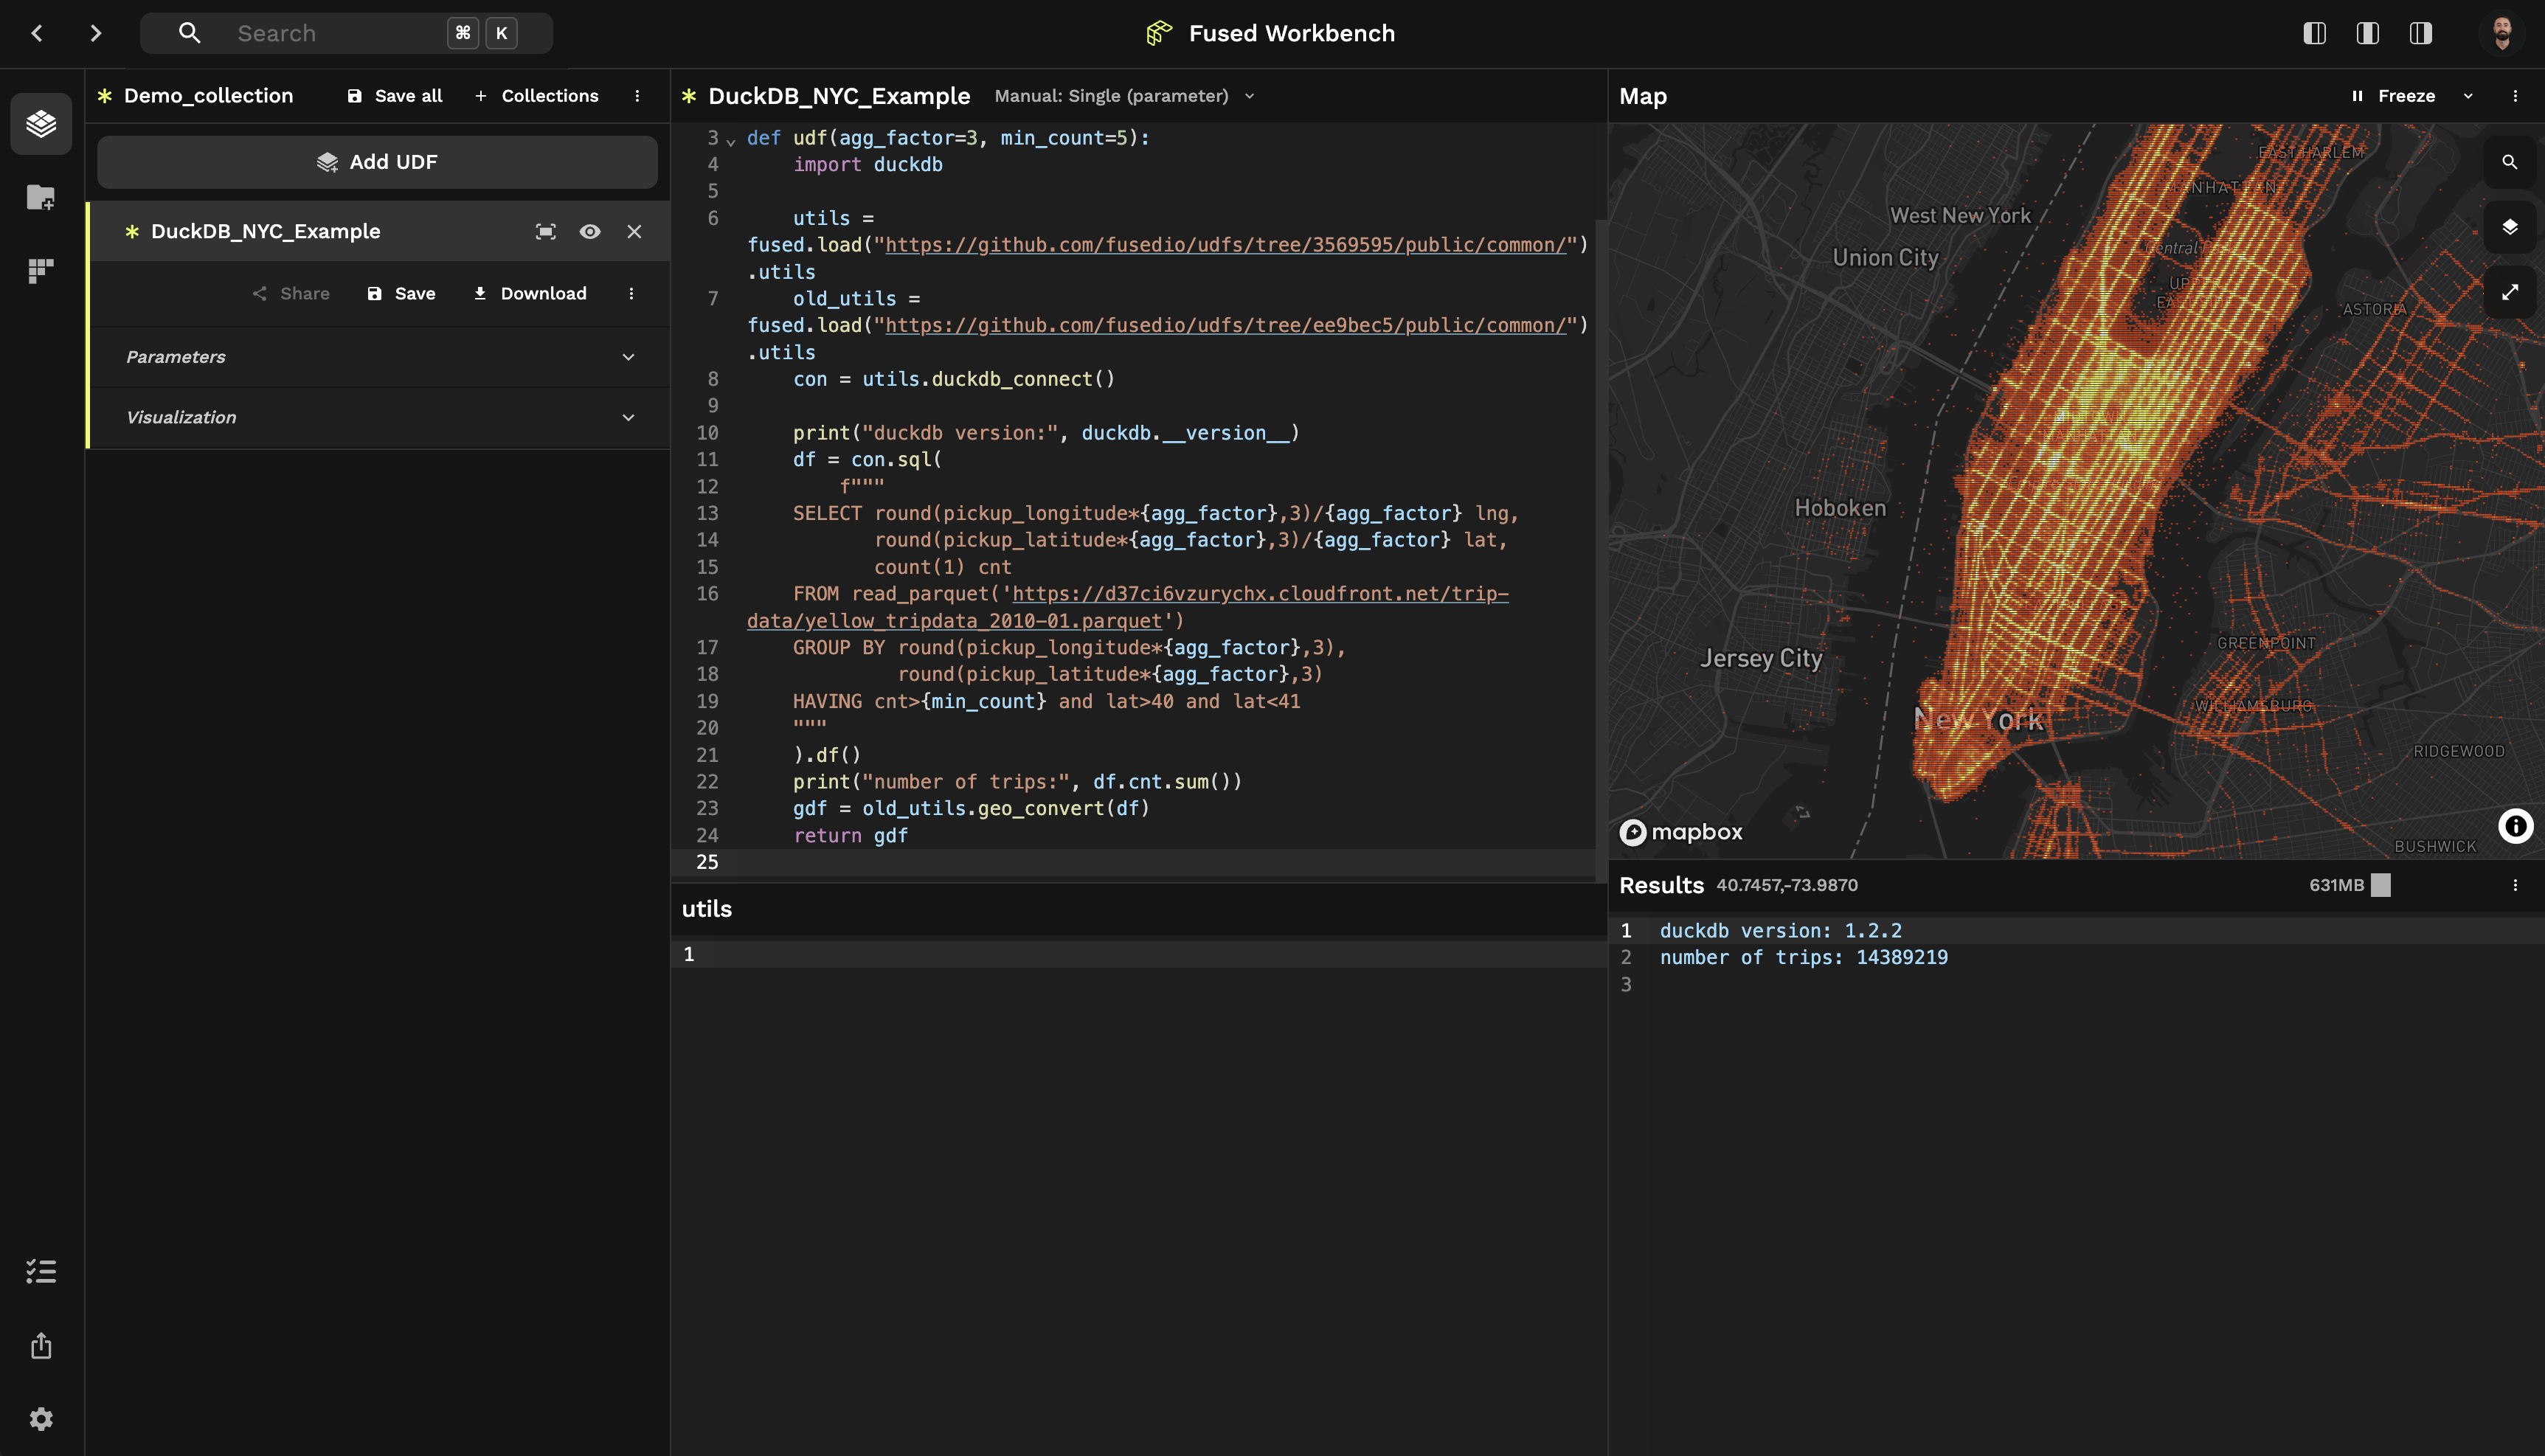 Search ⌘ K
Fused Workbench
Demo_collection Save all + Collections
Add UDF
DuckDB_NYC_Example
Share Save Download
Parameters
Visualization
DuckDB_NYC_Example Manual: Single (parameter)
3 def udf(agg_factor=3, min_count=5):
4 import duckdb
5
6 utils =
fused.load("https://github.com/fusedio/udfs/tree/3569595/public/common/")
.utils
7 old_utils =
fused.load("https://github.com/fusedio/udfs/tree/ee9bec5/public/common/")
.utils
8 con = utils.duckdb_connect()
9
10 print("duckdb version:", duckdb.__version__)
11 df = con.sql(
12 f"""
13 SELECT round(pickup_longitude*{agg_factor},3)/{agg_factor} lng,
14 round(pickup_latitude*{agg_factor},3)/{agg_factor} lat,
15 count(1) cnt
16 FROM read_parquet('https://d37ci6vzurychx.cloudfront.net/trip-
data/yellow_tripdata_2010-01.parquet')
17 GROUP BY round(pickup_longitude*{agg_factor},3),
18 round(pickup_latitude*{agg_factor},3)
19 HAVING cnt>{min_count} and lat>40 and lat<41
20 """
21 ).df()
22 print("number of trips:", df.cnt.sum())
23 gdf = old_utils.geo_convert(df)
24 return gdf
25
utils
1
Map Freeze
EAST HARLEM
West New York
Union City
ASTORIA
Hoboken
GREENPOINT
Jersey City
WILLIAMSBURG
New York
RIDGEWOOD
mapbox
BUSHWICK
Results 40.7457,-73.9870 631MB
1 duckdb version: 1.2.2
2 number of trips: 14389219
3